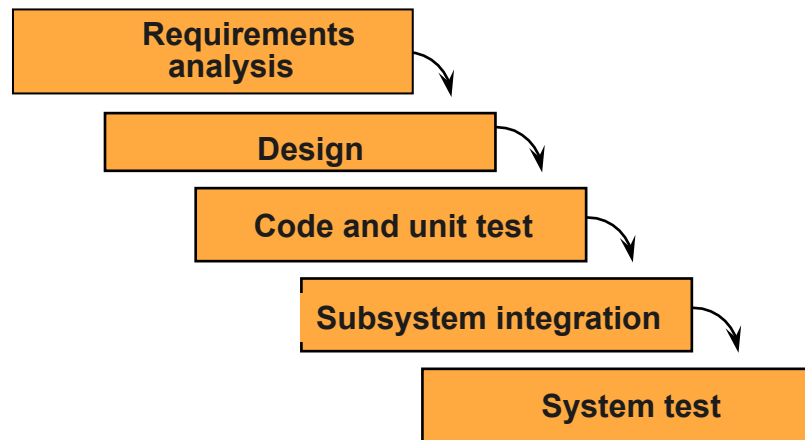 Requirements
analysis
Design
Code and unit test
Subsystem integration
System test